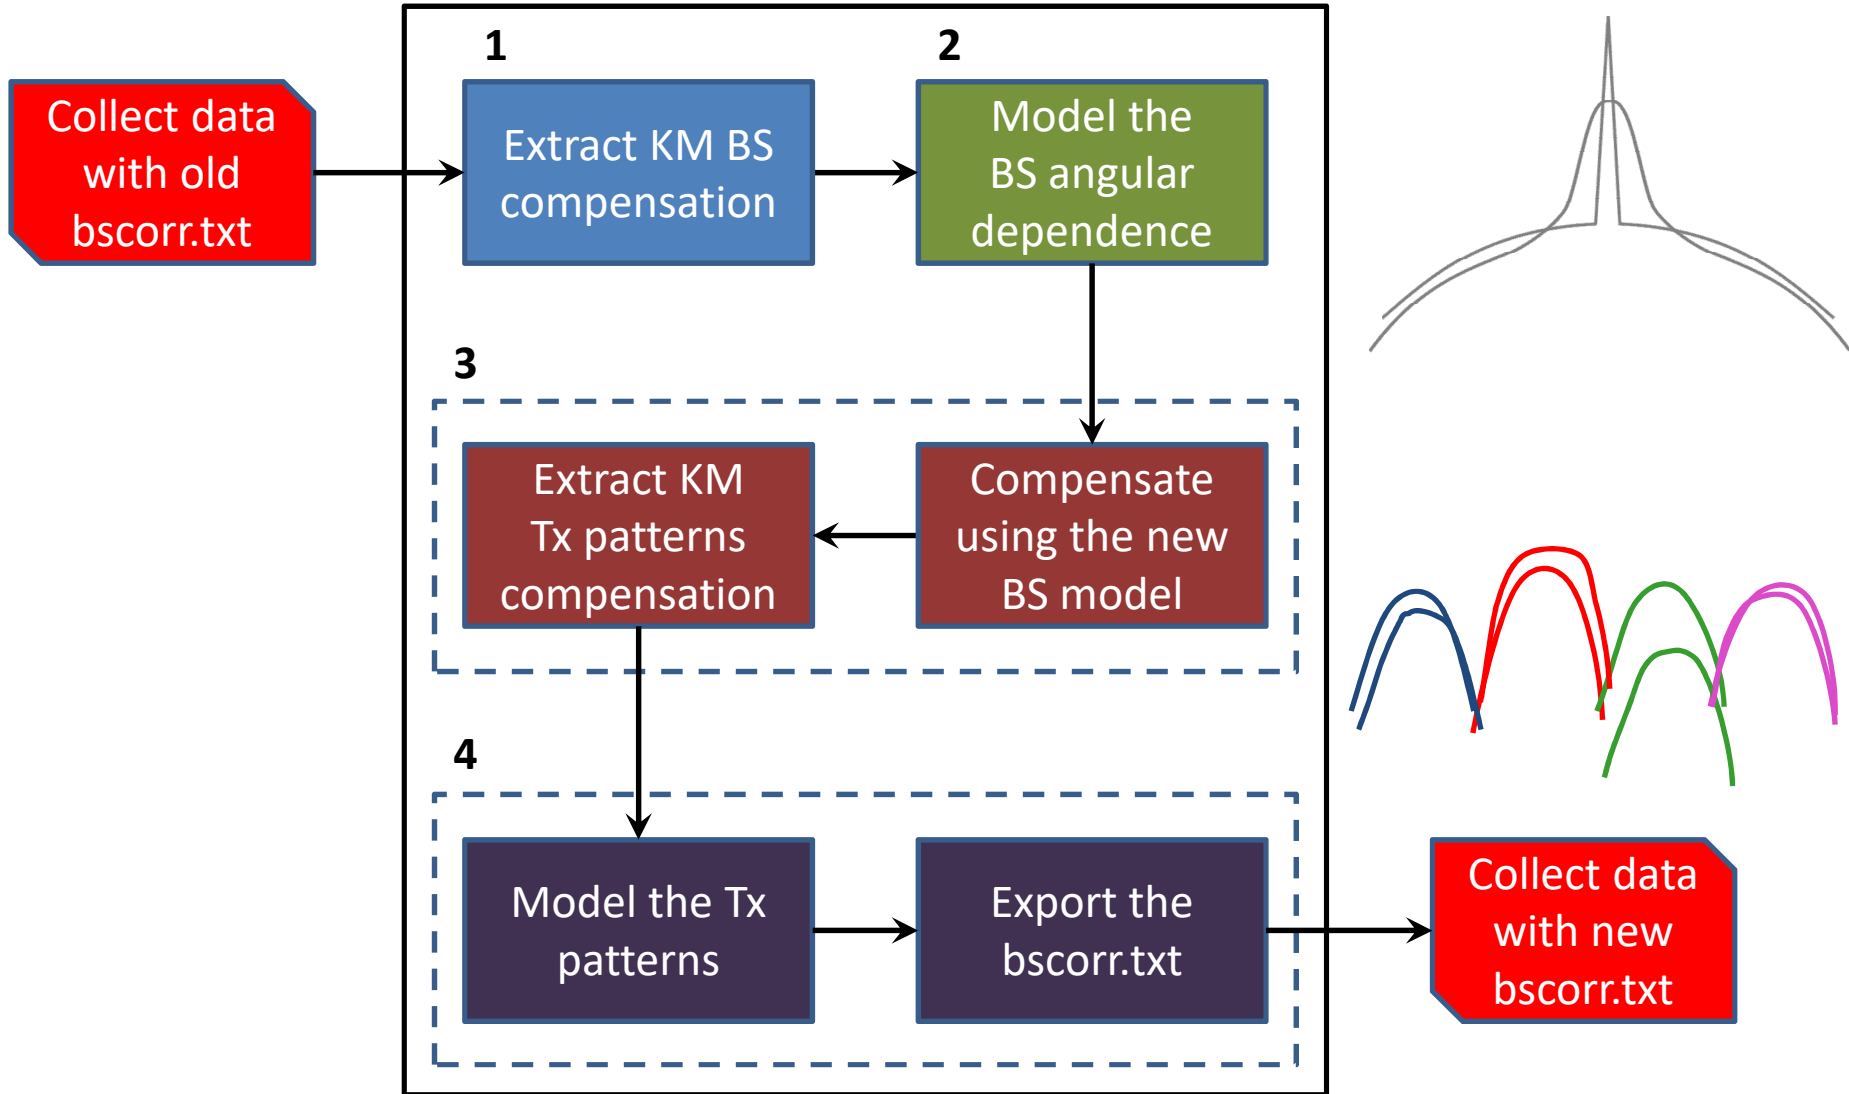 1
2
Collect data
with old
bscorr.txt
Extract KM BS
compensation
Model the
BS angular
dependence
3
Extract KM
Tx patterns
compensation
Compensate
using the new
BS model
4
Model the Tx
patterns
Export the
bscorr.txt
Collect data
with new
bscorr.txt